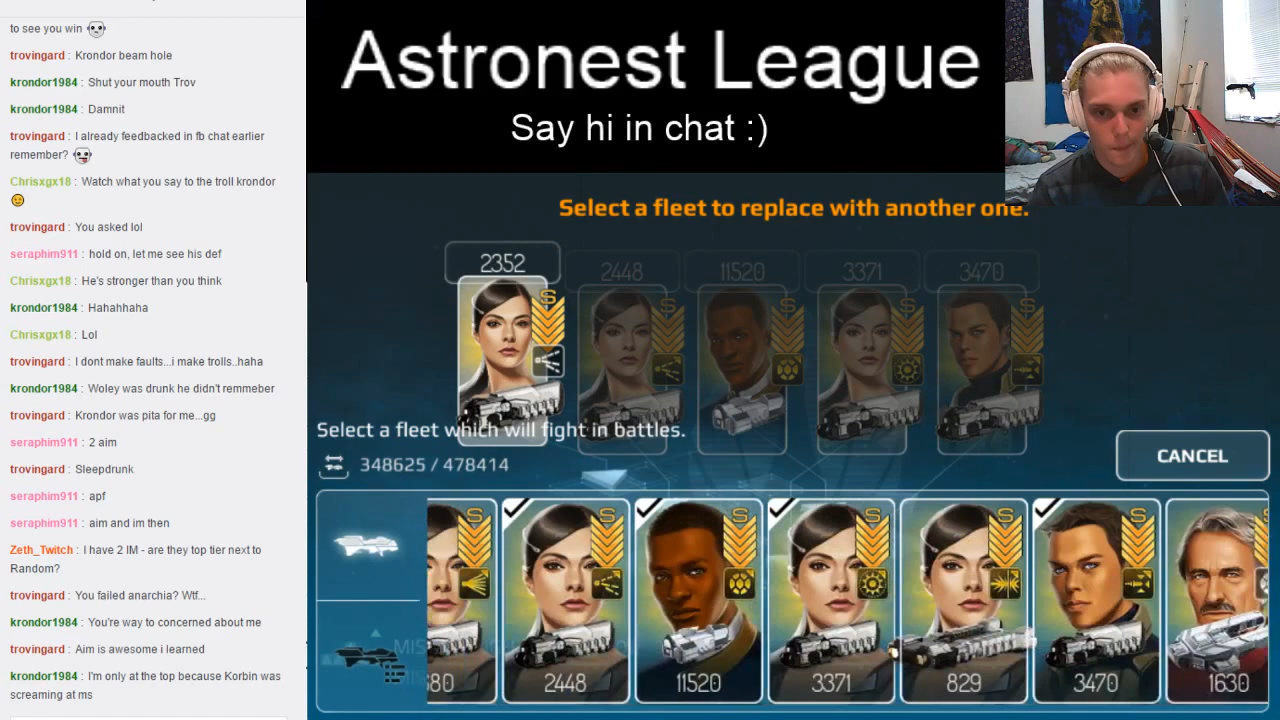 to see you win
trovingard : Krondor beam hole
krondor1984 : Shut your mouth Trov
krondor1984 : Damnit
trovingard : I already feedbacked in fb chat earlier
remember?
Chrisxgx18 : Watch what you say to the troll krondor
trovingard : You asked lol
seraphim911 : hold on, let me see his def
Chrisxgx18 : He's stronger than you think
krondor1984 : Hahahhaha
Chrisxgx18 : Lol
trovingard : I dont make faults...i make trolls..haha
krondor1984 : Woley was drunk he didn't remmeber
trovingard : Krondor was pita for me...gg
seraphim911 : 2 aim
trovingard : Sleepdrunk
seraphim911 : apf
seraphim911 : aim and im then
Zeth_Twitch : I have 2 IM - are they top tier next to
Random?
trovingard : You failed anarchia? Wtf...
krondor1984 : You're way to concerned about me
trovingard : Aim is awesome i learned
krondor1984 : I'm only at the top because Korbin was
screaming at ms
Astronest League
Say hi in chat :)
Select a fleet to replace with another one.
2352 2448 11520 3371 3470
S S S S S
Select a fleet which will fight in battles.
348625 / 478414
CANCEL
S S S S S S S
680 2448 11520 3371 829 3470 1630